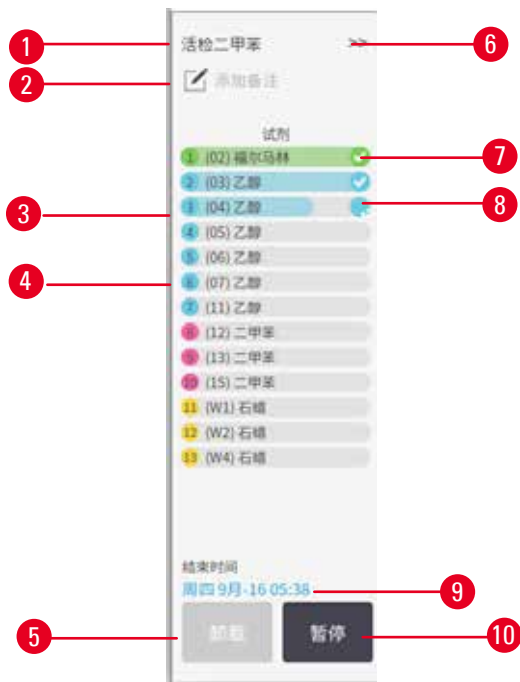 1 活检二甲苯 >> 6
2 添加备注
试剂
1 (02) 福尔马林 7
2 (03) 乙醇
3 3 (04) 乙醇 8
4 (05) 乙醇
5 (06) 乙醇
4 6 (07) 乙醇
7 (11) 乙醇
8 (12) 二甲苯
9 (13) 二甲苯
10 (15) 二甲苯
11 (W1) 石蜡
12 (W2) 石蜡
13 (W4) 石蜡
结束时间
周四 9月-16 05:38 9
5 卸载 暂停 10